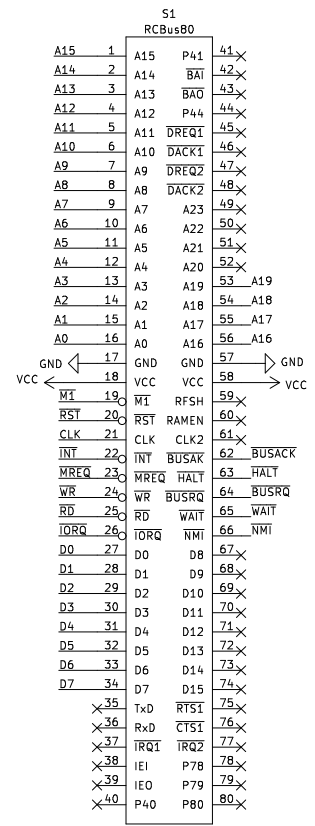 S1
RCBus80
A15 1 A15 P41 41
A14 2 A14 BAI 42
A13 3 A13 BAO 43
A12 4 A12 P44 44
A11 5 A11 DREQ1 45
A10 6 A10 DACK1 46
A9 7 A9 DREQ2 47
A8 8 A8 DACK2 48
A7 9 A7 A23 49
A6 10 A6 A22 50
A5 11 A5 A21 51
A4 12 A4 A20 52
A3 13 A3 A19 53 A19
A2 14 A2 A18 54 A18
A1 15 A1 A17 55 A17
A0 16 A0 A16 56 A16
GND 17 GND GND 57 GND
VCC 18 VCC VCC 58 VCC
M1 19 M1 RFSH 59
RST 20 RST RAMEN 60
CLK 21 CLK CLK2 61
INT 22 INT BUSAK 62 BUSACK
MREQ 23 MREQ HALT 63 HALT
WR 24 WR BUSRQ 64 BUSRQ
RD 25 RD WAIT 65 WAIT
IORQ 26 IORQ NMI 66 NMI
D0 27 D0 D8 67
D1 28 D1 D9 68
D2 29 D2 D10 69
D3 30 D3 D11 70
D4 31 D4 D12 71
D5 32 D5 D13 72
D6 33 D6 D14 73
D7 34 D7 D15 74
35 TxD RTS1 75
36 RxD CTS1 76
37 IRQ1 IRQ2 77
38 IEI P78 78
39 IEO P79 79
40 P40 P80 80